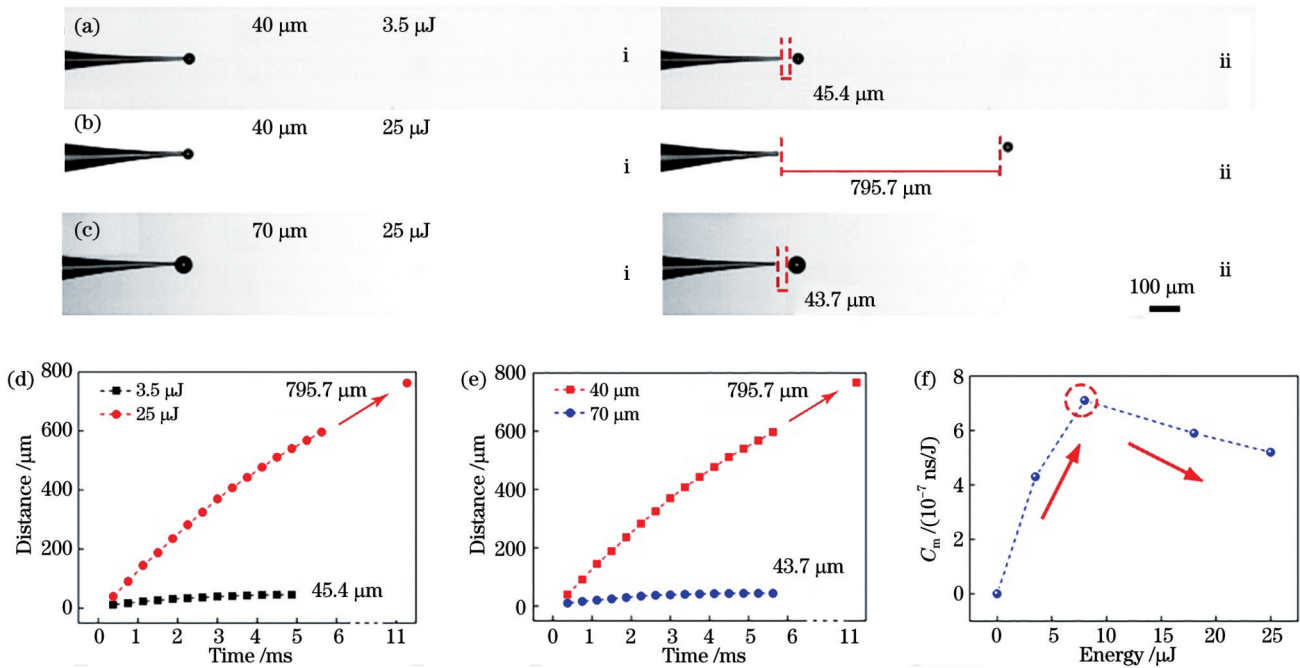 (a) 40 μm 3.5 μJ i ii
45.4 μm
(b) 40 μm 25 μJ i ii
795.7 μm
(c) 70 μm 25 μJ i ii
43.7 μm
100 μm
(d)
800
600
400
200
0
Distance /μm
3.5 μJ
25 μJ
795.7 μm
45.4 μm
0 1 2 3 4 5 6 11
Time /ms
(e)
800
600
400
200
0
Distance /μm
40 μm
70 μm
795.7 μm
43.7 μm
0 1 2 3 4 5 6 11
Time /ms
(f)
8
6
4
2
0
Cm /(10⁻⁷ ns/J)
0 5 10 15 20 25
Energy /μJ